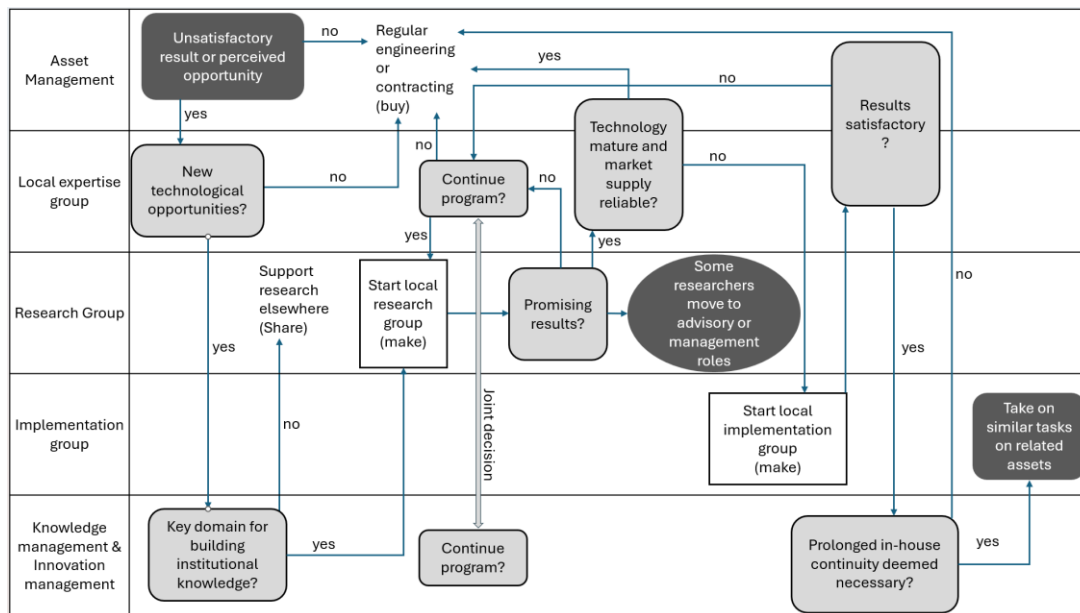 Asset
Management
Unsatisfactory
result or perceived
opportunity
no
Regular
engineering
or
contracting
(buy)
yes
no
Results
satisfactory
?
yes
Local expertise
group
New
technological
opportunities?
no
no
Continue
program?
no
Technology
mature and
market
supply
reliable?
no
yes
yes
Research Group
Support
research
elsewhere
(Share)
Start local
research
group
(make)
Promising
results?
Some
researchers
move to
advisory or
management
roles
no
yes
yes
Implementation
group
no
Joint decision
Start local
implementation
group
(make)
Take on
similar tasks
on related
assets
Knowledge
management &
Innovation
management
Key domain for
building
institutional
knowledge?
yes
Continue
program?
Prolonged in-house
continuity deemed
necessary?
yes